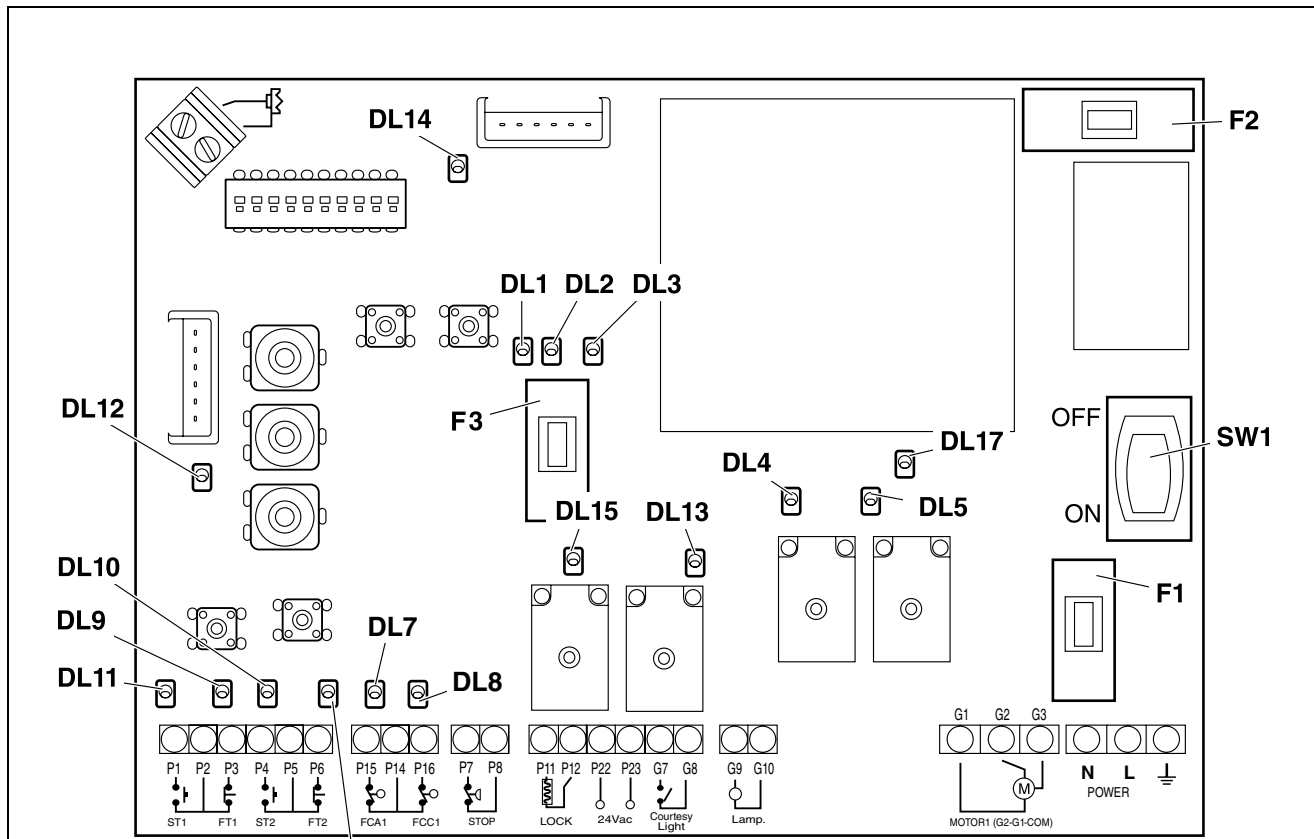 F2
DL14
DL1 DL2 DL3
OFF
DL12
F3
SW1
DL17
DL4
DL5
ON
DL15 DL13
DL10
F1
DL9
DL7
DL11
DL8
G1 G2 G3
P1 P2 P3 P4 P5 P6 P15 P14 P16 P7 P8 P11 P12 P22 P23 G7 G8 G9 G10
N L
POWER
M
ST1 FT1 ST2 FT2 FCA1 FCC1 STOP LOCK 24Vac Courtesy Light Lamp. MOTOR1 (G2-G1-COM)